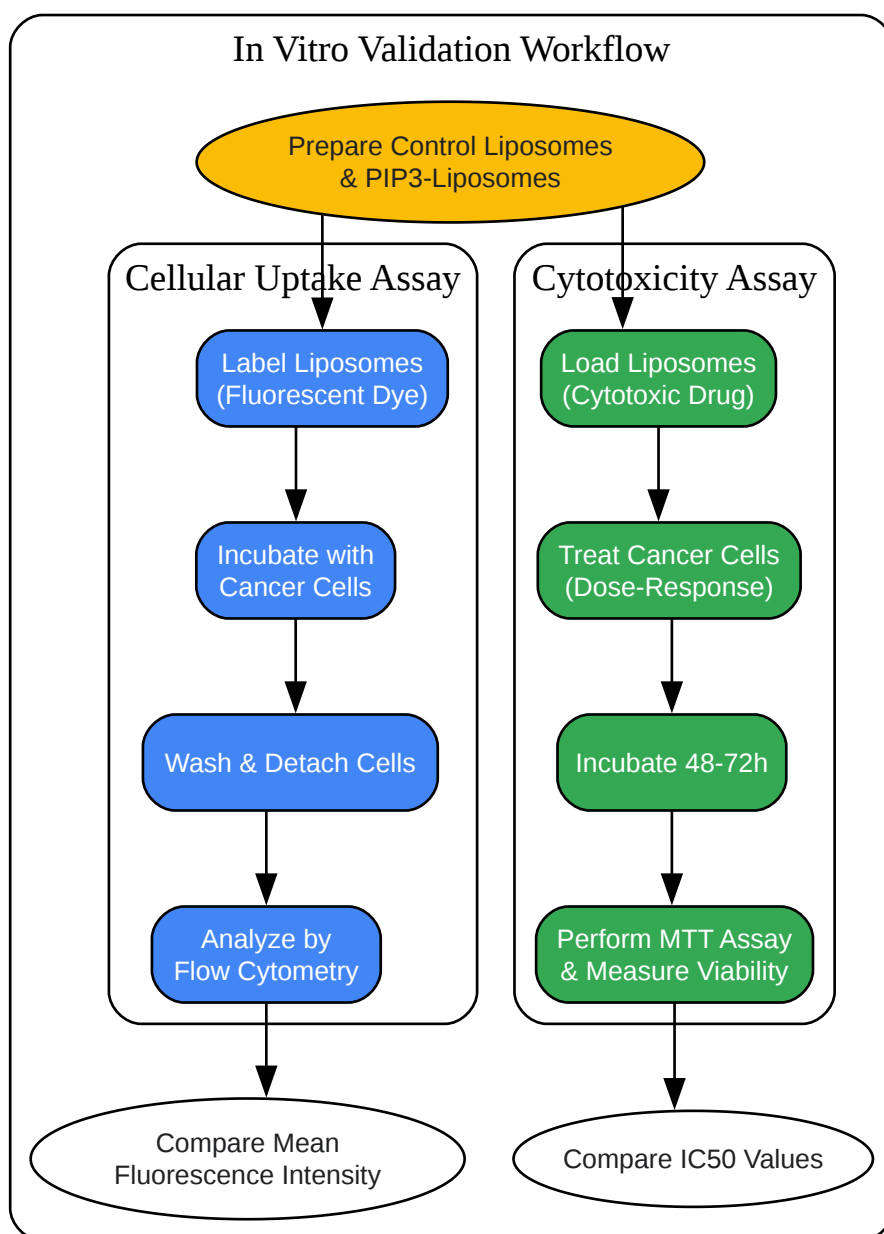 In Vitro Validation Workflow
Prepare Control Liposomes
& PIP3-Liposomes
Cellular Uptake Assay
Label Liposomes
(Fluorescent Dye)
Incubate with
Cancer Cells
Wash & Detach Cells
Analyze by
Flow Cytometry
Compare Mean
Fluorescence Intensity
Cytotoxicity Assay
Load Liposomes
(Cytotoxic Drug)
Treat Cancer Cells
(Dose-Response)
Incubate 48-72h
Perform MTT Assay
& Measure Viability
Compare IC50 Values